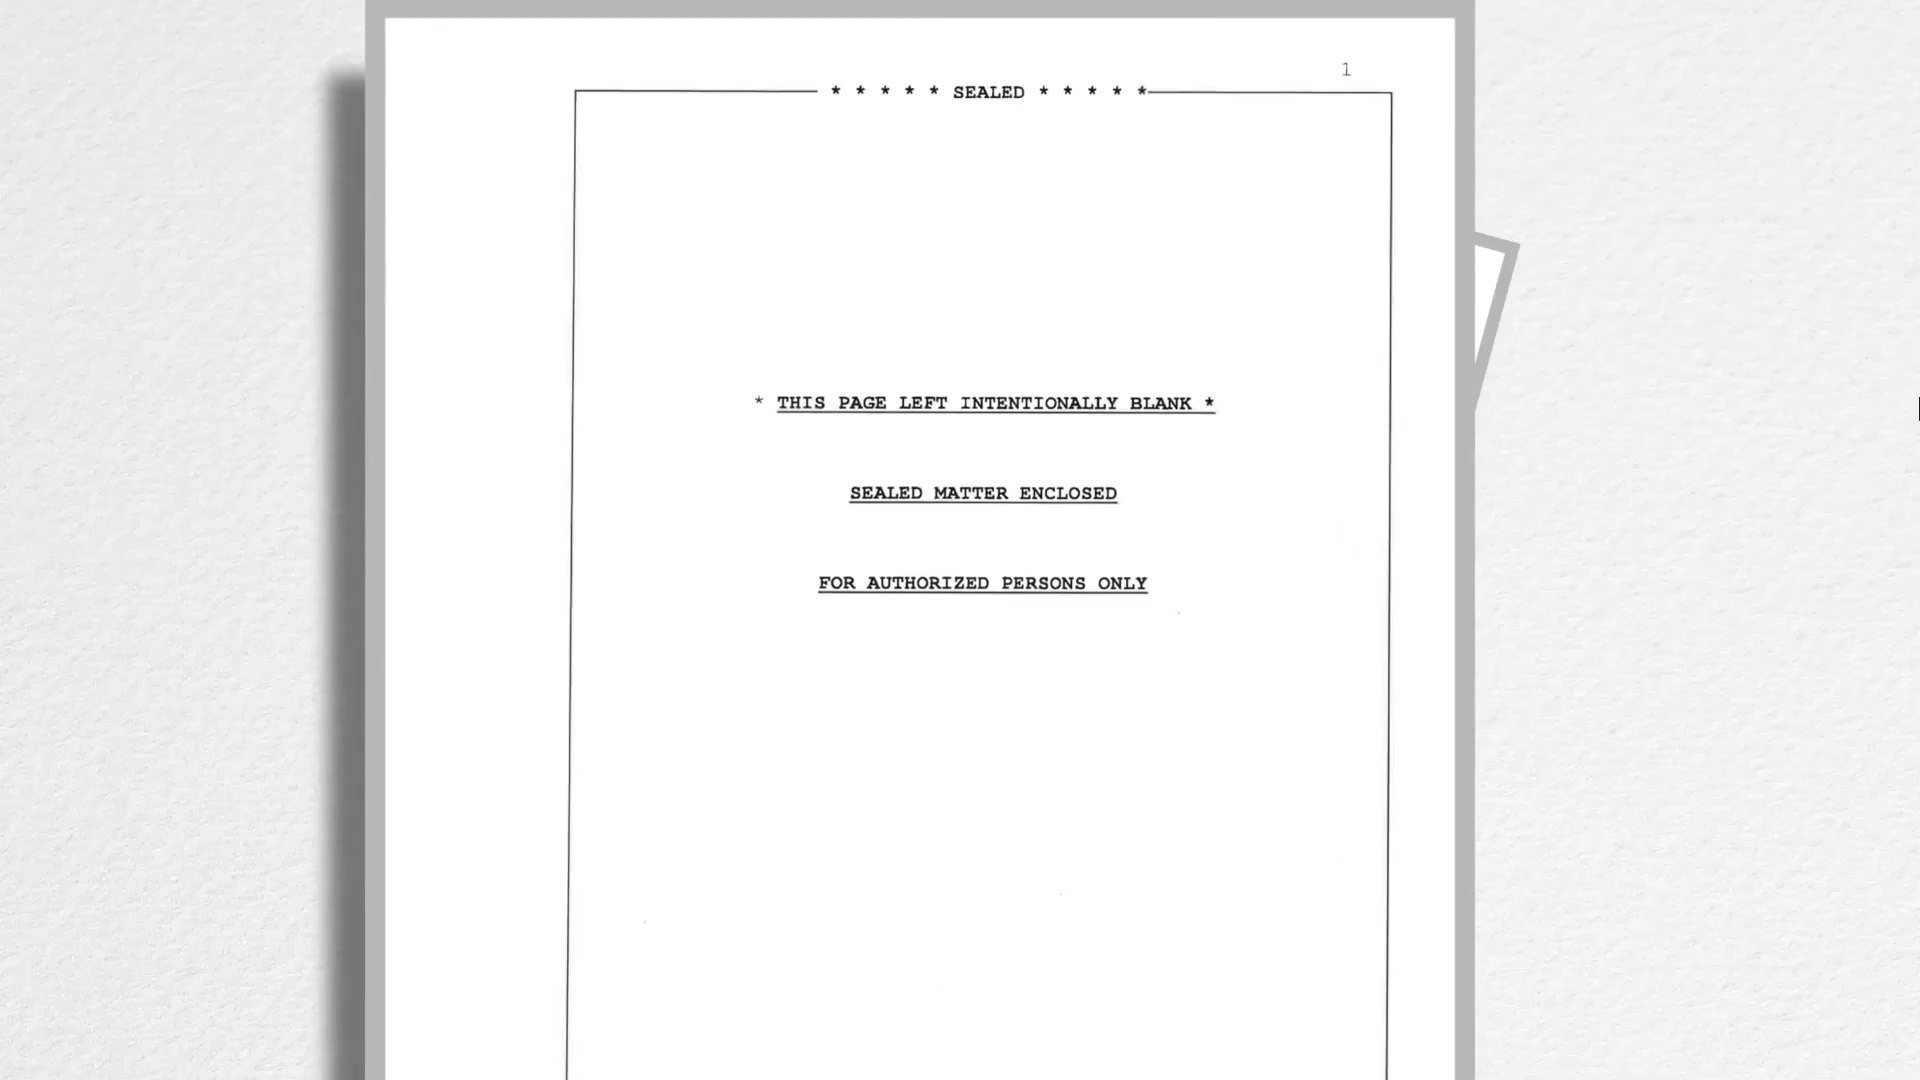 1
* * * * * SEALED * * * * *
* THIS PAGE LEFT INTENTIONALLY BLANK *
SEALED MATTER ENCLOSED
FOR AUTHORIZED PERSONS ONLY